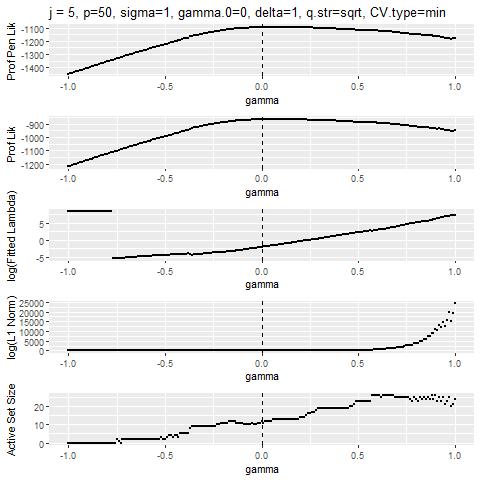 j = 5, p=50, sigma=1, gamma.0=0, delta=1, q.str=sqrt, CV.type=min
Prof Pen Lik
-1100
-1200
-1300
-1400
-1.0 -0.5 0.0 0.5 1.0
gamma
Prof Lik
-900
-1000
-1100
-1200
-1.0 -0.5 0.0 0.5 1.0
gamma
log(Fitted Lambda)
5
0
-5
-1.0 -0.5 0.0 0.5 1.0
gamma
log(L1 Norm)
25000
20000
15000
10000
5000
0
-1.0 -0.5 0.0 0.5 1.0
gamma
Active Set Size
20
10
0
-1.0 -0.5 0.0 0.5 1.0
gamma